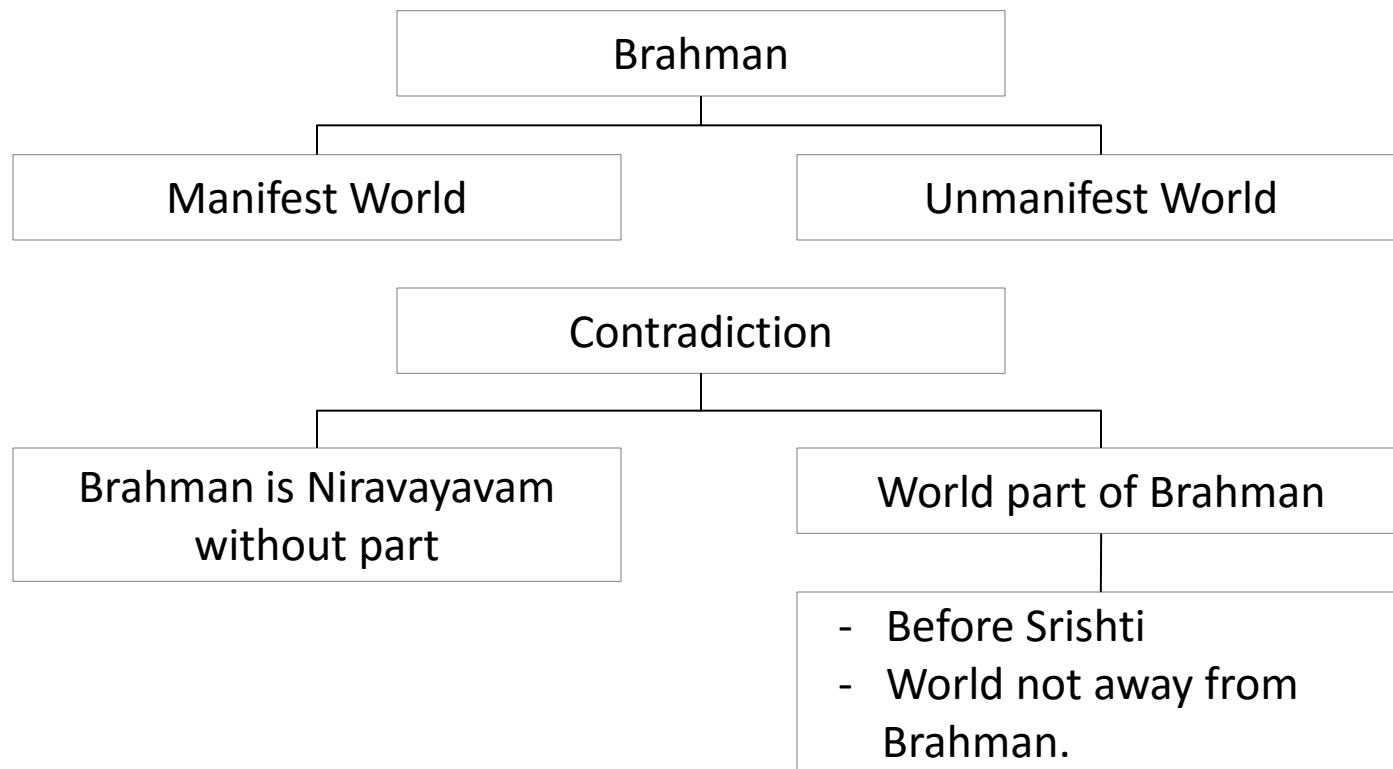 Brahman
Manifest World
Unmanifest World
Contradiction
Brahman is Niravayavam
without part
World part of Brahman
- Before Srishti
- World not away from
Brahman.